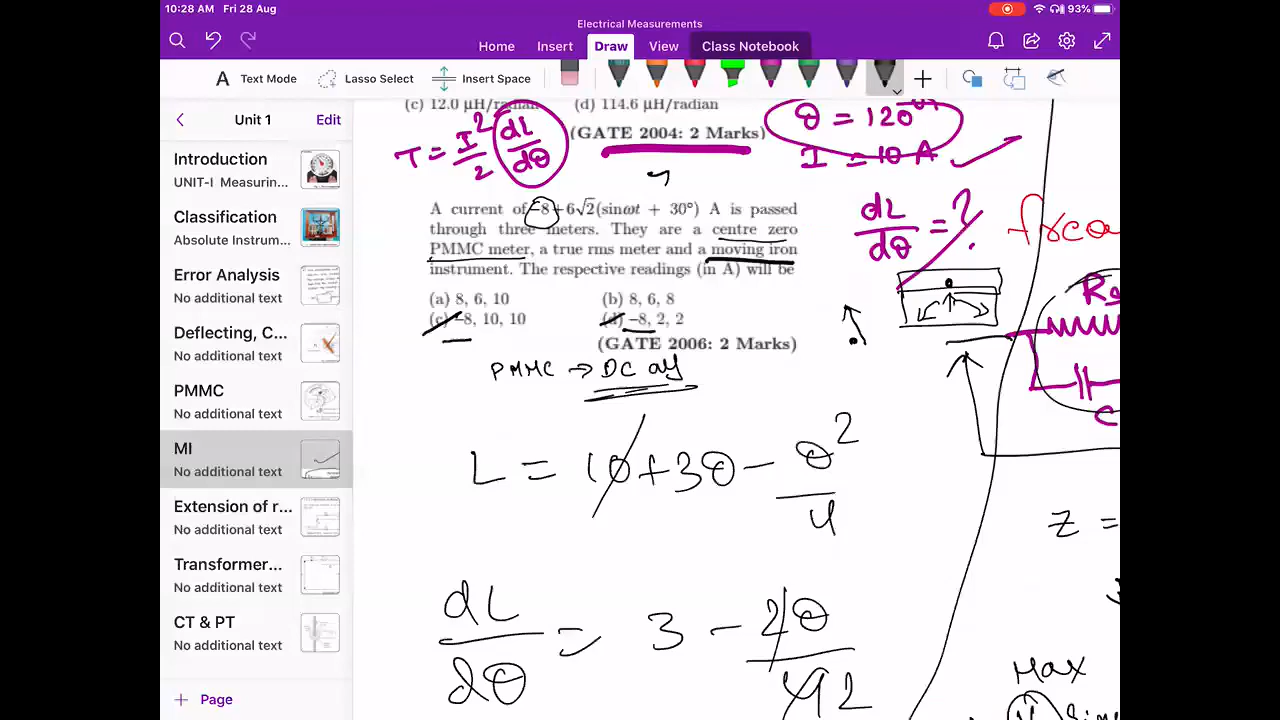 10:28 AM Fri 28 Aug
93%
Electrical Measurements
Home Insert Draw View Class Notebook
Text Mode Lasso Select Insert Space
Unit 1 Edit
Introduction
UNIT-I Measurin...
Classification
Absolute Instrum...
Error Analysis
No additional text
Deflecting, C...
No additional text
PMMC
No additional text
MI
No additional text
Extension of r...
No additional text
Transformer...
No additional text
CT & PT
No additional text
+ Page
(c) 12.0 μH/radian (d) 114.6 μH/radian
(GATE 2004: 2 Marks)
T = I²/2 dL/dθ
θ = 120°
I = 10 A
dL/dθ = ?
A current of −8+6√2(sinωt + 30°) A is passed
through three meters. They are a centre zero
PMMC meter, a true rms meter and a moving iron
instrument. The respective readings (in A) will be
(a) 8, 6, 10 (b) 8, 6, 8
(c) −8, 10, 10 (d) −8, 2, 2
(GATE 2006: 2 Marks)
PMMC → DC
L = 10 + 3θ − θ²/4
dL/dθ = 3 − 2θ/42
C
Z =
Max